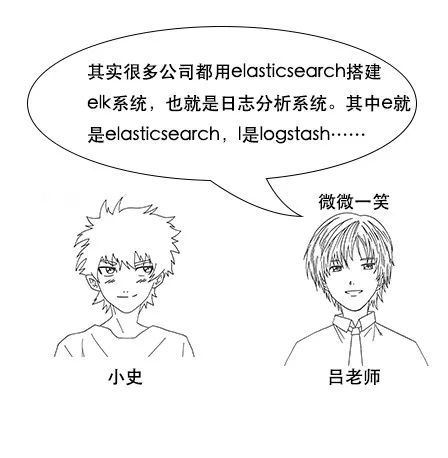 其实很多公司都用elasticsearch搭建
elk系统，也就是日志分析系统。其中e就
是elasticsearch，l是logstash……
微微一笑
小史
吕老师